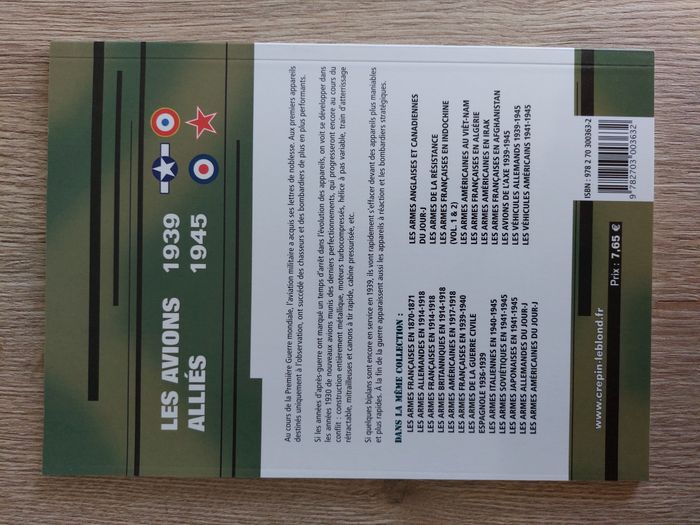 LES AVIONS 1939
ALLIÉS 1945
Au cours de la Première Guerre mondiale, l'aviation militaire a acquis ses lettres de noblesse. Aux premiers appareils
destinés uniquement à l'observation, ont succédé des chasseurs et des bombardiers de plus en plus performants.
Si les années d'après-guerre ont marqué un temps d'arrêt dans l'évolution des appareils, on voit se développer dans
les années 1930 de nouveaux avions munis des derniers perfectionnements, qui progresseront encore au cours du
conflit : construction entièrement métallique, moteurs turbocompressés, hélice à pas variable, train d'atterrissage
rétractable, mitrailleuses et canons à tir rapide, cabine pressurisée, etc.
Si quelques biplans sont encore en service en 1939, ils vont rapidement s'effacer devant des appareils plus maniables
et plus rapides. À la fin de la guerre apparaissent aussi les appareils à réaction et les bombardiers stratégiques.
DANS LA MÊME COLLECTION :
LES ARMES FRANÇAISES EN 1870-1871
LES ARMES ALLEMANDES EN 1914-1918
LES ARMES FRANÇAISES EN 1914-1918
LES ARMES BRITANNIQUES EN 1914-1918
LES ARMES AMÉRICAINES EN 1917-1918
LES ARMES FRANÇAISES EN 1939-1940
LES ARMES DE LA GUERRE CIVILE
ESPAGNOLE 1936-1939
LES ARMES ITALIENNES EN 1940-1945
LES ARMES SOVIÉTIQUES EN 1941-1945
LES ARMES JAPONAISES EN 1941-1945
LES ARMES ALLEMANDES DU JOUR-J
LES ARMES AMÉRICAINES DU JOUR-J
LES ARMES ANGLAISES ET CANADIENNES
DU JOUR-J
LES ARMES DE LA RÉSISTANCE
LES ARMES FRANÇAISES EN INDOCHINE
(VOL. 1 & 2)
LES ARMES AMÉRICAINES AU VIÊT-NAM
LES ARMES FRANÇAISES EN ALGÉRIE
LES ARMES AMÉRICAINES EN IRAK
LES ARMES FRANÇAISES EN AFGHANISTAN
LES AVIONS DE L'AXE 1939-1945
LES VÉHICULES ALLEMANDS 1939-1945
LES VÉHICULES AMÉRICAINS 1941-1945
www.crepin-leblond.fr
Prix : 7,65 €
ISBN : 978 2 70 300363-2
9 782703 003632